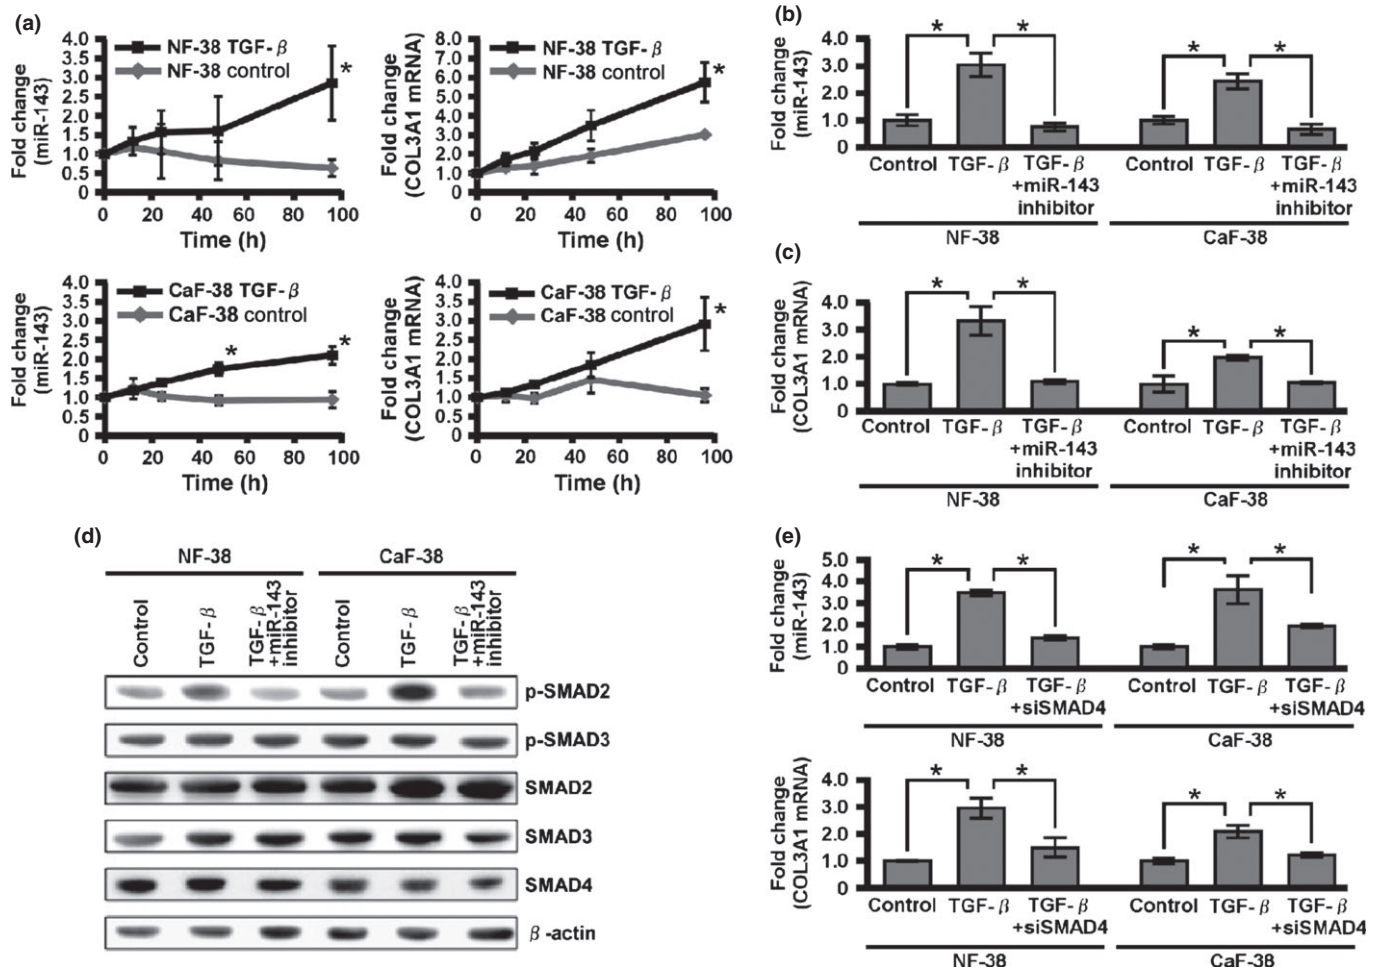 (a)
4.0
3.5
3.0
2.5
2.0
1.5
1.0
0.5
0
Fold change
(miR-143)
NF-38 TGF-β
NF-38 control
*
0 20 40 60 80 100
Time (h)
8.0
7.0
6.0
5.0
4.0
3.0
2.0
1.0
0
Fold change
(COL3A1 mRNA)
NF-38 TGF-β
NF-38 control
*
0 20 40 60 80 100
Time (h)
4.0
3.5
3.0
2.5
2.0
1.5
1.0
0.5
0
Fold change
(miR-143)
CaF-38 TGF-β
CaF-38 control
* *
0 20 40 60 80 100
Time (h)
4.0
3.5
3.0
2.5
2.0
1.5
1.0
0.5
0
Fold change
(COL3A1 mRNA)
CaF-38 TGF-β
CaF-38 control
*
0 20 40 60 80 100
Time (h)
(b)
Fold change
(miR-143)
4.0
3.0
2.0
1.0
0
* * * *
Control TGF-β TGF-β Control TGF-β TGF-β
+miR-143 +miR-143
inhibitor inhibitor
NF-38 CaF-38
(c)
Fold change
(COL3A1 mRNA)
4.0
3.0
2.0
1.0
0
* * * *
Control TGF-β TGF-β Control TGF-β TGF-β
+miR-143 +miR-143
inhibitor inhibitor
NF-38 CaF-38
(d)
NF-38 CaF-38
Control
TGF-β
TGF-β
+miR-143
inhibitor
Control
TGF-β
TGF-β
+miR-143
inhibitor
p-SMAD2
p-SMAD3
SMAD2
SMAD3
SMAD4
β-actin
(e)
Fold change
(miR-143)
5.0
4.0
3.0
2.0
1.0
0
* * * *
Control TGF-β TGF-β Control TGF-β TGF-β
+siSMAD4 +siSMAD4
NF-38 CaF-38
Fold change
(COL3A1 mRNA)
4.0
3.0
2.0
1.0
0
* * * *
Control TGF-β TGF-β Control TGF-β TGF-β
+siSMAD4 +siSMAD4
NF-38 CaF-38